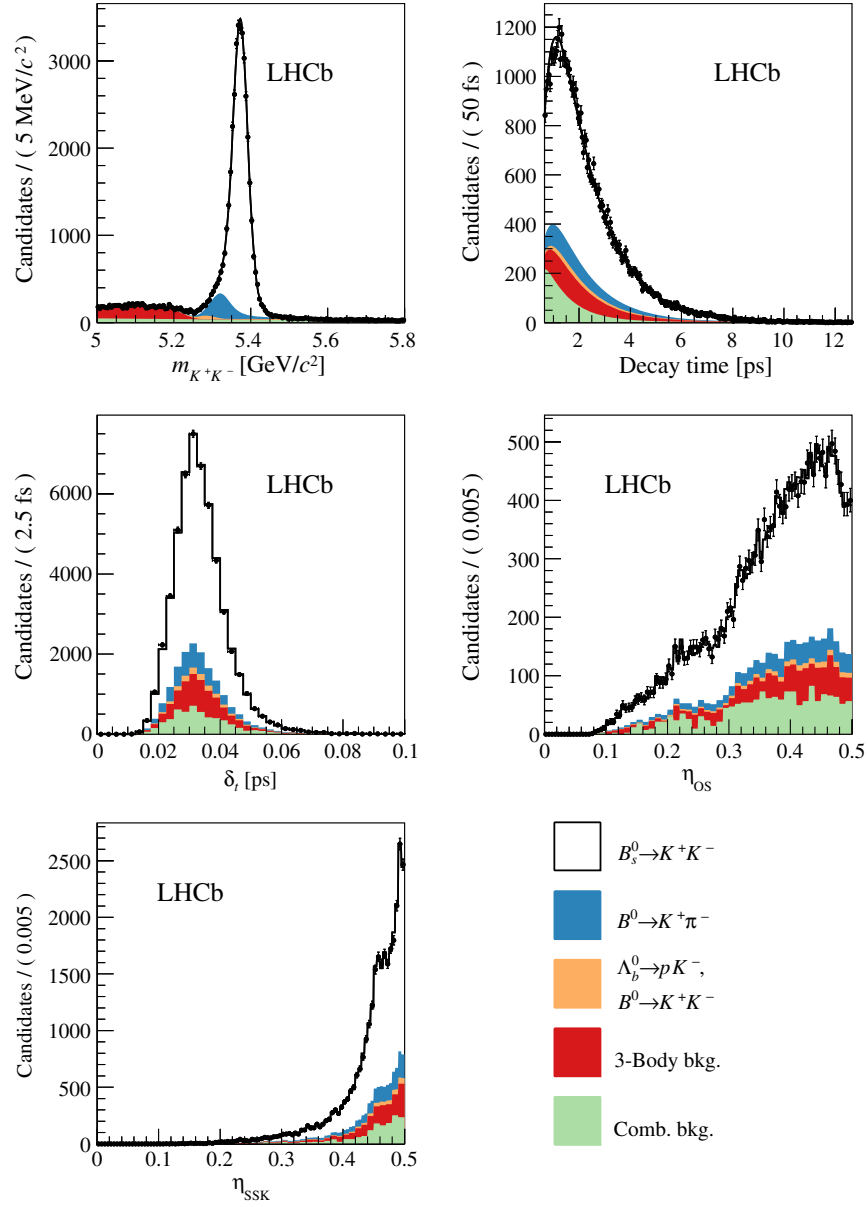 Candidates / ( 5 MeV/c² )
3000
2000
1000
0
LHCb
5 5.2 5.4 5.6 5.8
m_{K⁺K⁻} [GeV/c²]
Candidates / ( 50 fs )
1200
1000
800
600
400
200
0
LHCb
2 4 6 8 10 12
Decay time [ps]
Candidates / ( 2.5 fs )
6000
4000
2000
0
LHCb
0 0.02 0.04 0.06 0.08 0.1
δ_t [ps]
Candidates / ( 0.005 )
500
400
300
200
100
0
LHCb
0 0.1 0.2 0.3 0.4 0.5
η_OS
Candidates / ( 0.005 )
2500
2000
1500
1000
500
0
LHCb
0 0.1 0.2 0.3 0.4 0.5
η_SSK
B_s^0→K⁺K⁻
B⁰→K⁺π⁻
Λ_b^0→pK⁻,
B⁰→K⁺K⁻
3-Body bkg.
Comb. bkg.